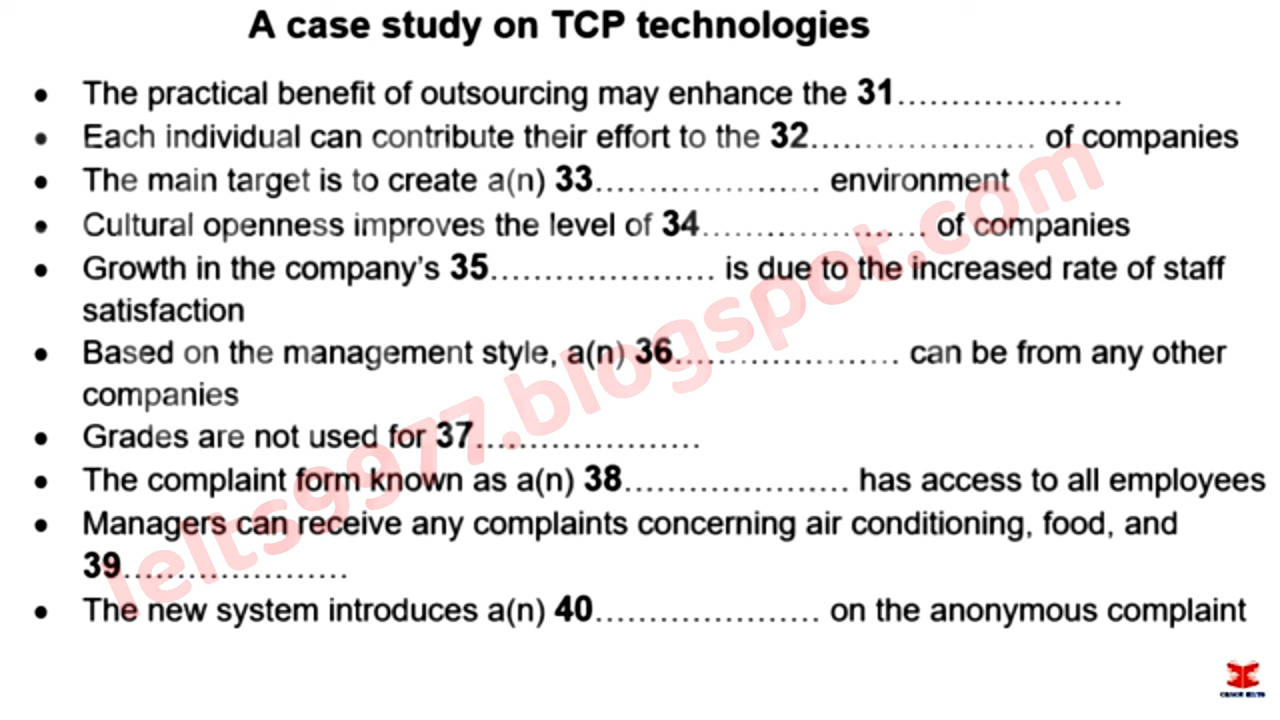 A case study on TCP technologies
• The practical benefit of outsourcing may enhance the 31.....................
• Each individual can contribute their effort to the 32..................... of companies
• The main target is to create a(n) 33..................... environment
• Cultural openness improves the level of 34..................... of companies
• Growth in the company's 35..................... is due to the increased rate of staff
satisfaction
• Based on the management style, a(n) 36..................... can be from any other
companies
• Grades are not used for 37.....................
• The complaint form known as a(n) 38..................... has access to all employees
• Managers can receive any complaints concerning air conditioning, food, and
39.....................
• The new system introduces a(n) 40..................... on the anonymous complaint
Ielts9977.blogspot.com